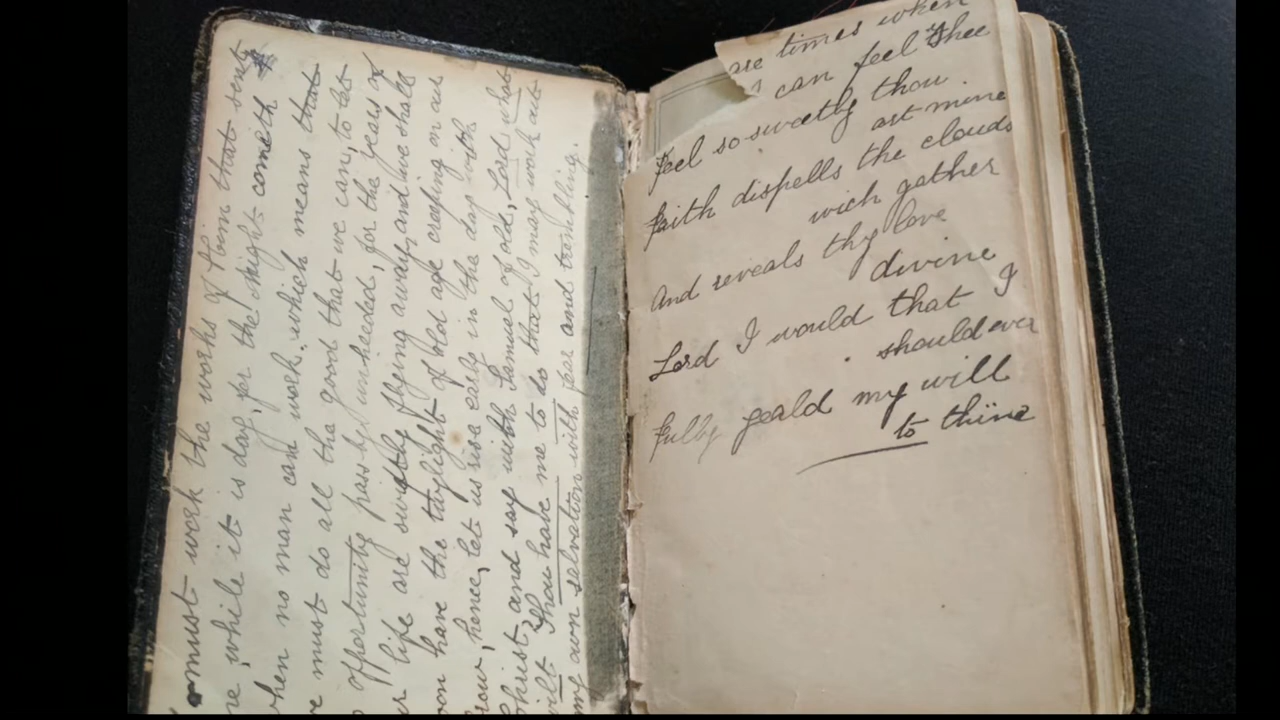 must work the works of Him that sent
me, while it is day, for the Night cometh
when no man can work, which means that
we must do all the good that we can, to let
opportunity pass by unheeded, for the years of
our life are swiftly flying away, and we shall
soon have the taylight of old age creeping on our
brow, hence, let us rise early in the day with
Christ, and say with Samual of old, Lord what
wilt Thou have me to do that I may work out
my own selvation with fear and trembling.
are times when
can feel Thee
feel so sweetly thou
art mine
faith dispells the clouds
wich gather
and reveals thy love
divine
Lord I would that I
should ever
fully yeald my will
to thine